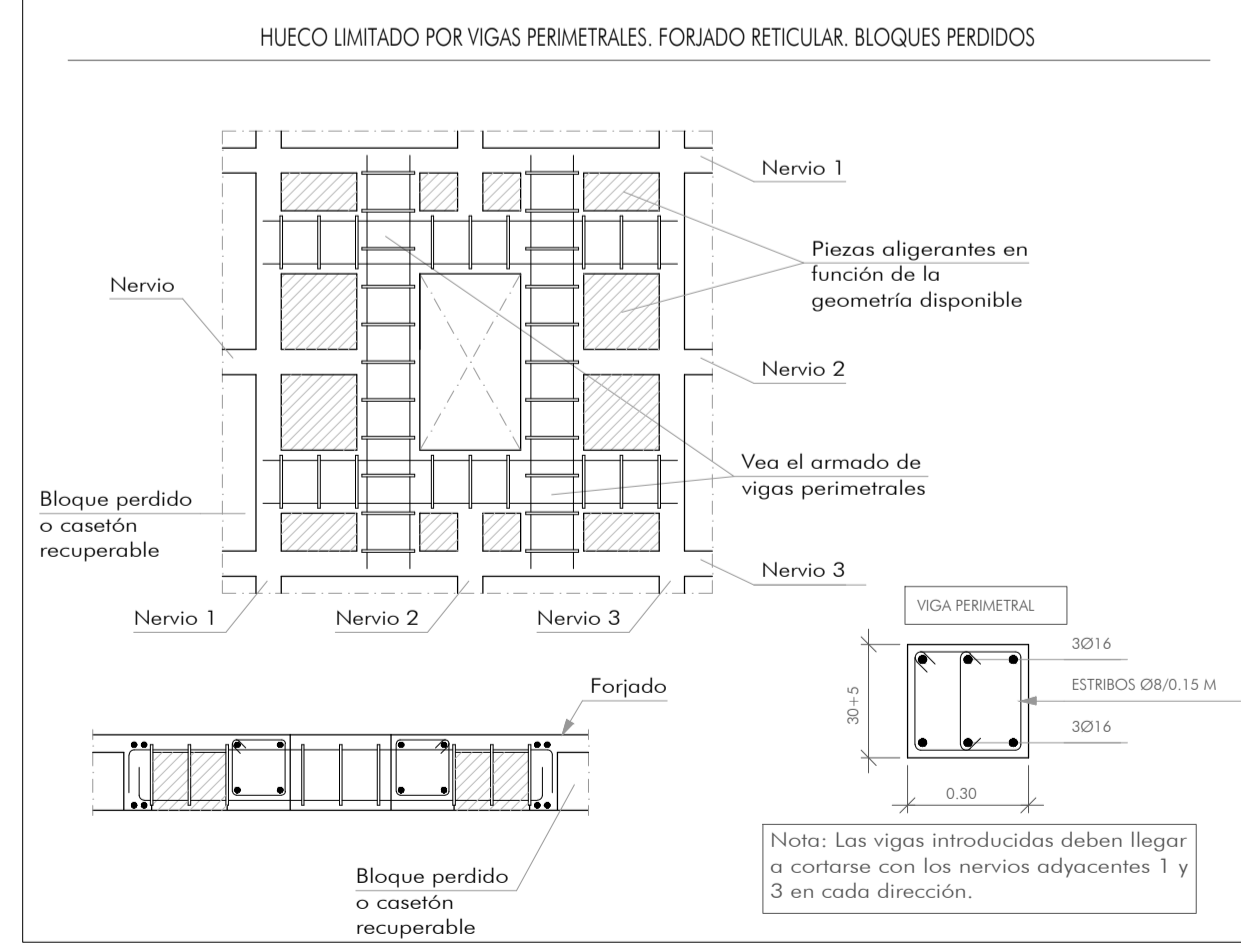 HUECO LIMITADO POR VIGAS PERIMETRALES. FORJADO RETICULAR. BLOQUES PERDIDOS
Nervio 1
Piezas aligerantes en
función de la
geometría disponible
Nervio
Nervio 2
Vea el armado de
vigas perimetrales
Bloque perdido
o casetón
recuperable
Nervio 3
Nervio 1
Nervio 2
Nervio 3
VIGA PERIMETRAL
3Ø16
ESTRIBOS Ø8/0.15 M
3Ø16
30+5
0.30
Forjado
Bloque perdido
o casetón
recuperable
Nota: Las vigas introducidas deben llegar
a cortarse con los nervios adyacentes 1 y
3 en cada dirección.